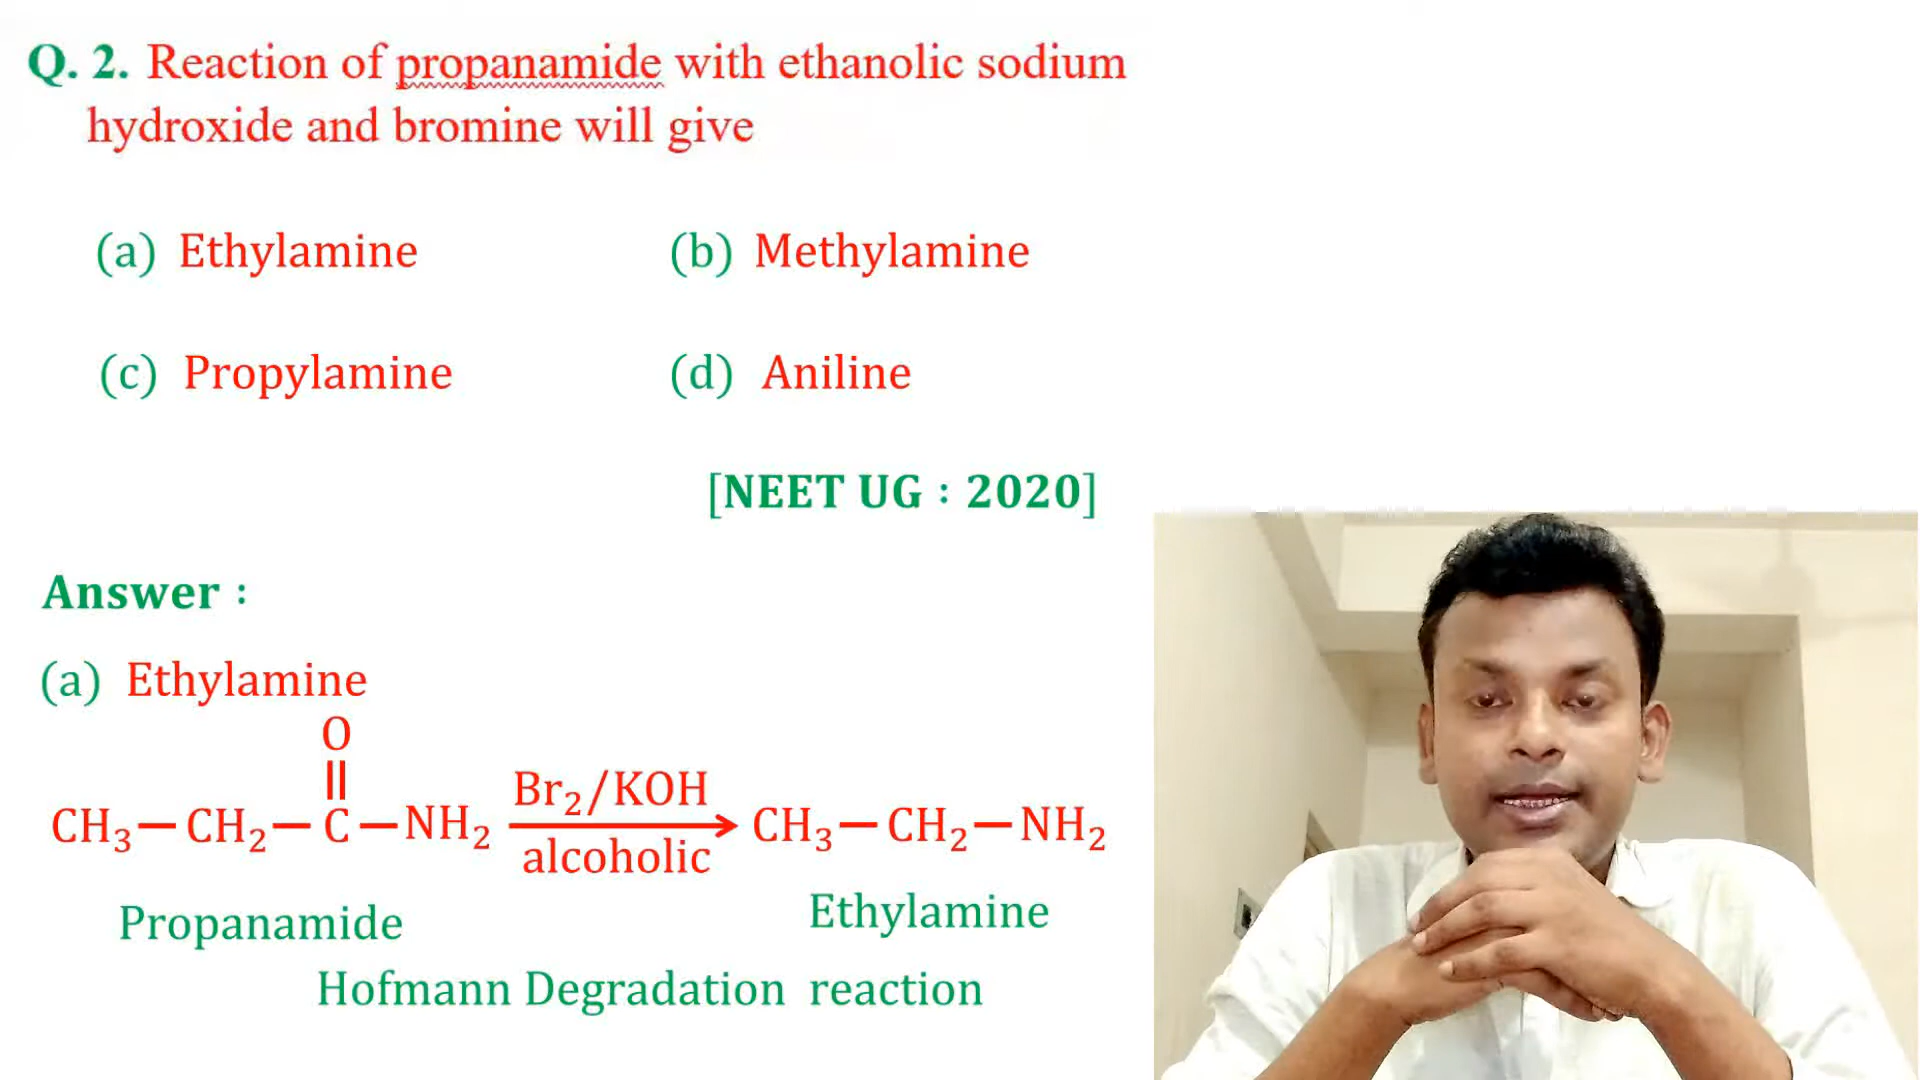 Q. 2. Reaction of propanamide with ethanolic sodium
hydroxide and bromine will give
(a) Ethylamine (b) Methylamine
(c) Propylamine (d) Aniline
[NEET UG : 2020]
Answer :
(a) Ethylamine
O
||
CH₃—CH₂—C—NH₂ Br₂/KOH CH₃—CH₂—NH₂
alcoholic
Propanamide Ethylamine
Hofmann Degradation reaction